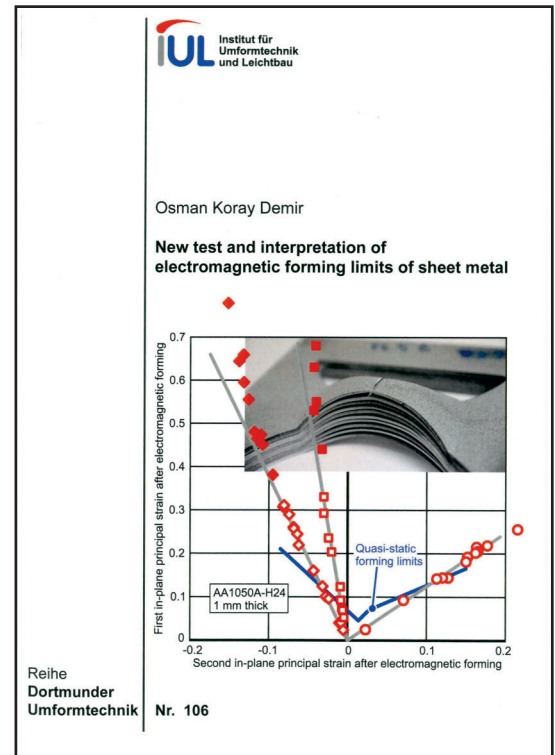 IUL
Institut für
Umformtechnik
und Leichtbau
Osman Koray Demir
New test and interpretation of
electromagnetic forming limits of sheet metal
First in-plane principal strain after electromagnetic forming
0.7
0.6
0.5
0.4
0.3
0.2
0.1
0
Quasi-static
forming limits
AA1050A-H24
1 mm thick
-0.2 -0.1 0 0.1 0.2
Second in-plane principal strain after electromagnetic forming
Reihe
Dortmunder
Umformtechnik
Nr. 106